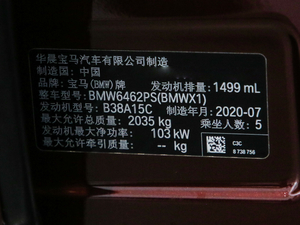 华晨宝马汽车有限公司制造
制造国：中国
品牌：宝马(BMW)牌 发动机排量：1499 mL
整车型号：BMW6462PS(BMWX1)
发动机型号：B38A15C 制造年月：2020-07
最大允许总质量：2035 kg 乘坐人数：5
发动机最大净功率：103 kW
最大允许牵引质量：-- kg
C3C
8 738 756